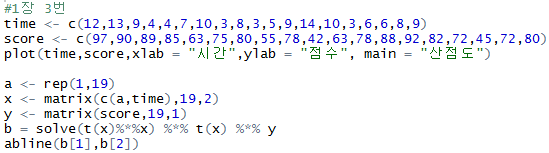 #1장 3번
time <- c(12,13,9,4,4,7,10,3,8,3,5,9,14,10,3,6,6,8,9)
score <- c(97,90,89,85,63,75,80,55,78,42,63,78,88,92,82,72,45,72,80)
plot(time,score,xlab = "시간",ylab = "점수", main = "산점도")
a <- rep(1,19)
x <- matrix(c(a,time),19,2)
y <- matrix(score,19,1)
b = solve(t(x)%*%x) %*% t(x) %*% y
abline(b[1],b[2])